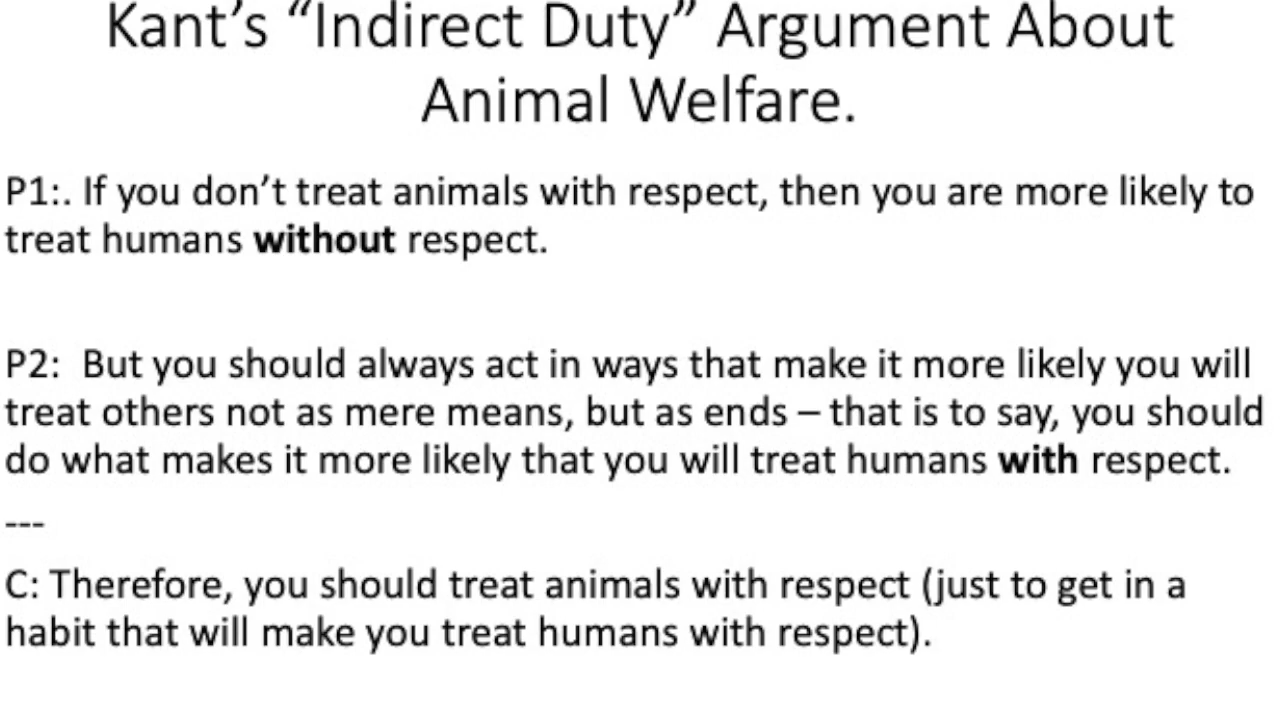 Kant’s “Indirect Duty” Argument About
Animal Welfare.
P1:. If you don’t treat animals with respect, then you are more likely to
treat humans without respect.
P2:  But you should always act in ways that make it more likely you will
treat others not as mere means, but as ends – that is to say, you should
do what makes it more likely that you will treat humans with respect.
---
C: Therefore, you should treat animals with respect (just to get in a
habit that will make you treat humans with respect).